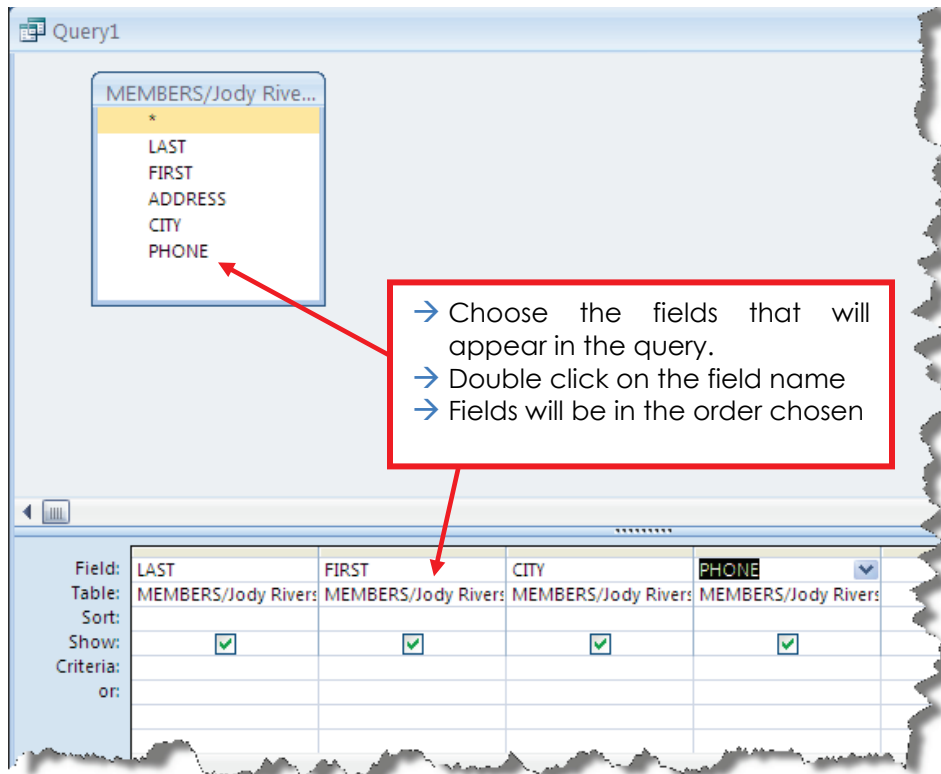 Query1
MEMBERS/Jody Rive...
*
LAST
FIRST
ADDRESS
CITY
PHONE
→ Choose the fields that will
appear in the query.
→ Double click on the field name
→ Fields will be in the order chosen
Field: LAST FIRST CITY PHONE
Table: MEMBERS/Jody Rivers MEMBERS/Jody Rivers MEMBERS/Jody Rivers MEMBERS/Jody Rivers
Sort:
Show:
Criteria:
or: